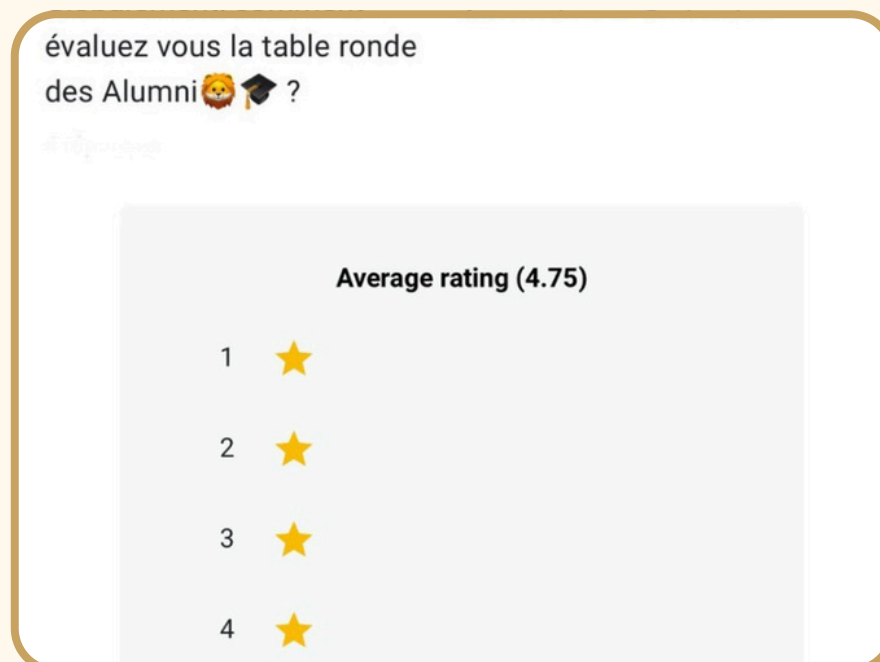 évaluez vous la table ronde
des Alumni🦁🎓 ?
Average rating (4.75)
1
2
3
4